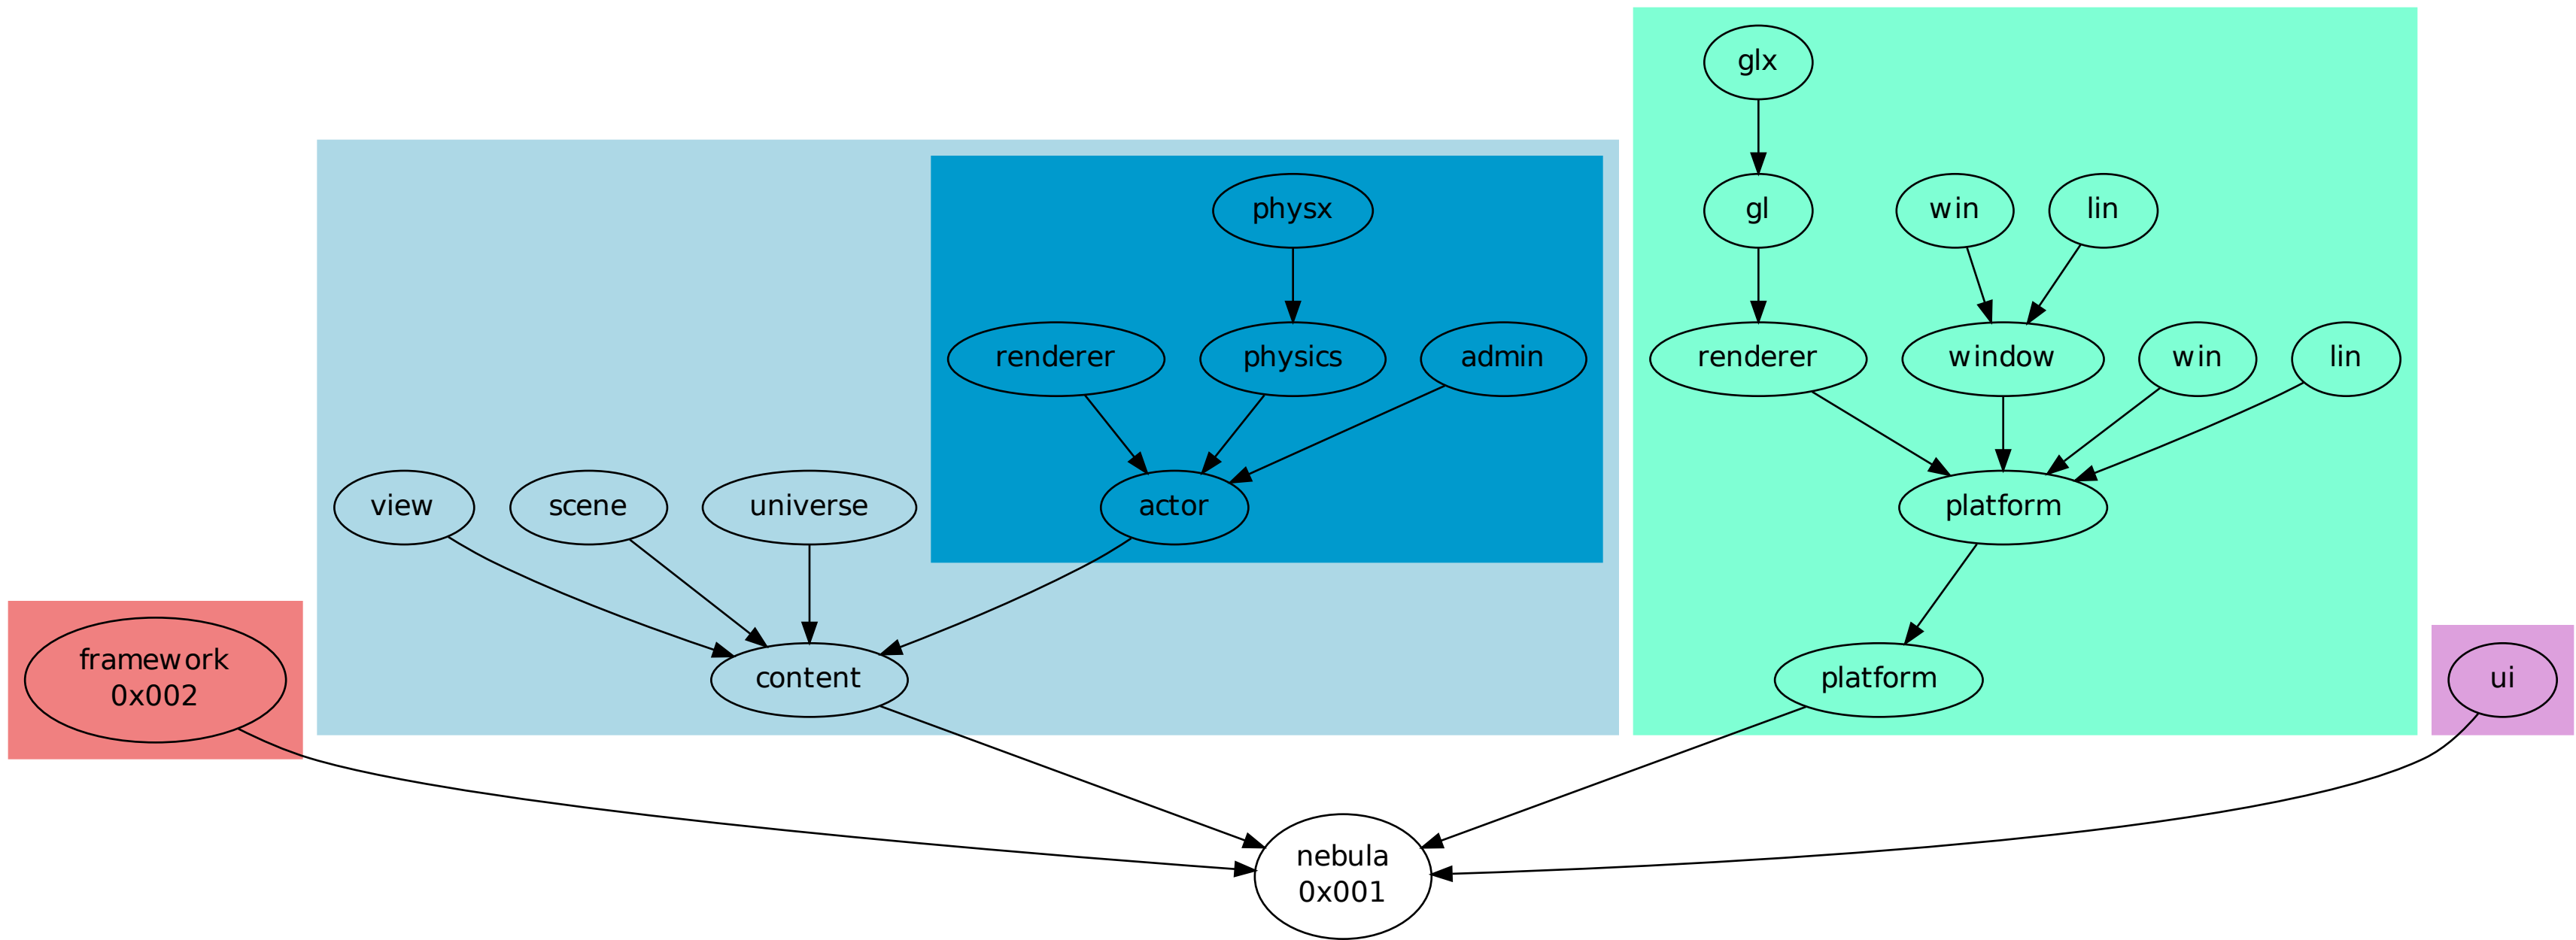 glx
physx
gl
win
lin
renderer
physics
admin
renderer
window
win
lin
view
scene
universe
actor
platform
framework
0x002
content
platform
ui
nebula
0x001